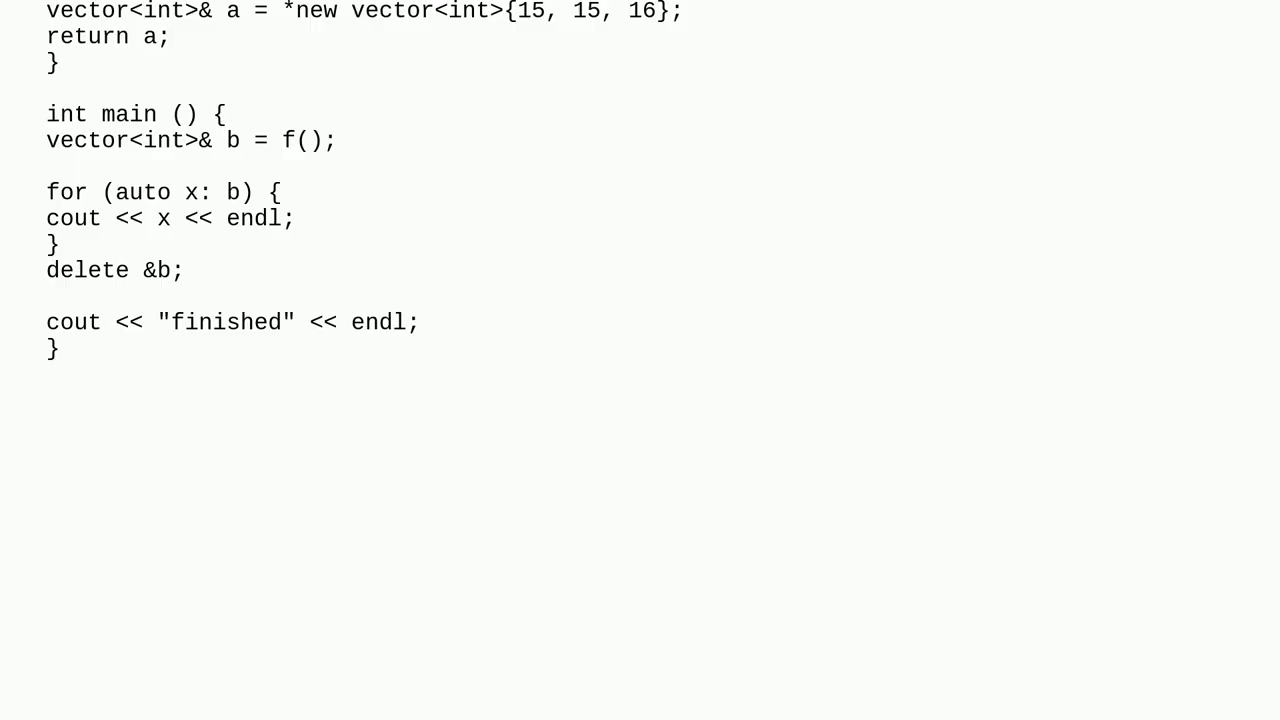 vector<int>& a = *new vector<int>{15, 15, 16};
return a;
}
int main () {
vector<int>& b = f();
for (auto x: b) {
cout << x << endl;
}
delete &b;
cout << "finished" << endl;
}